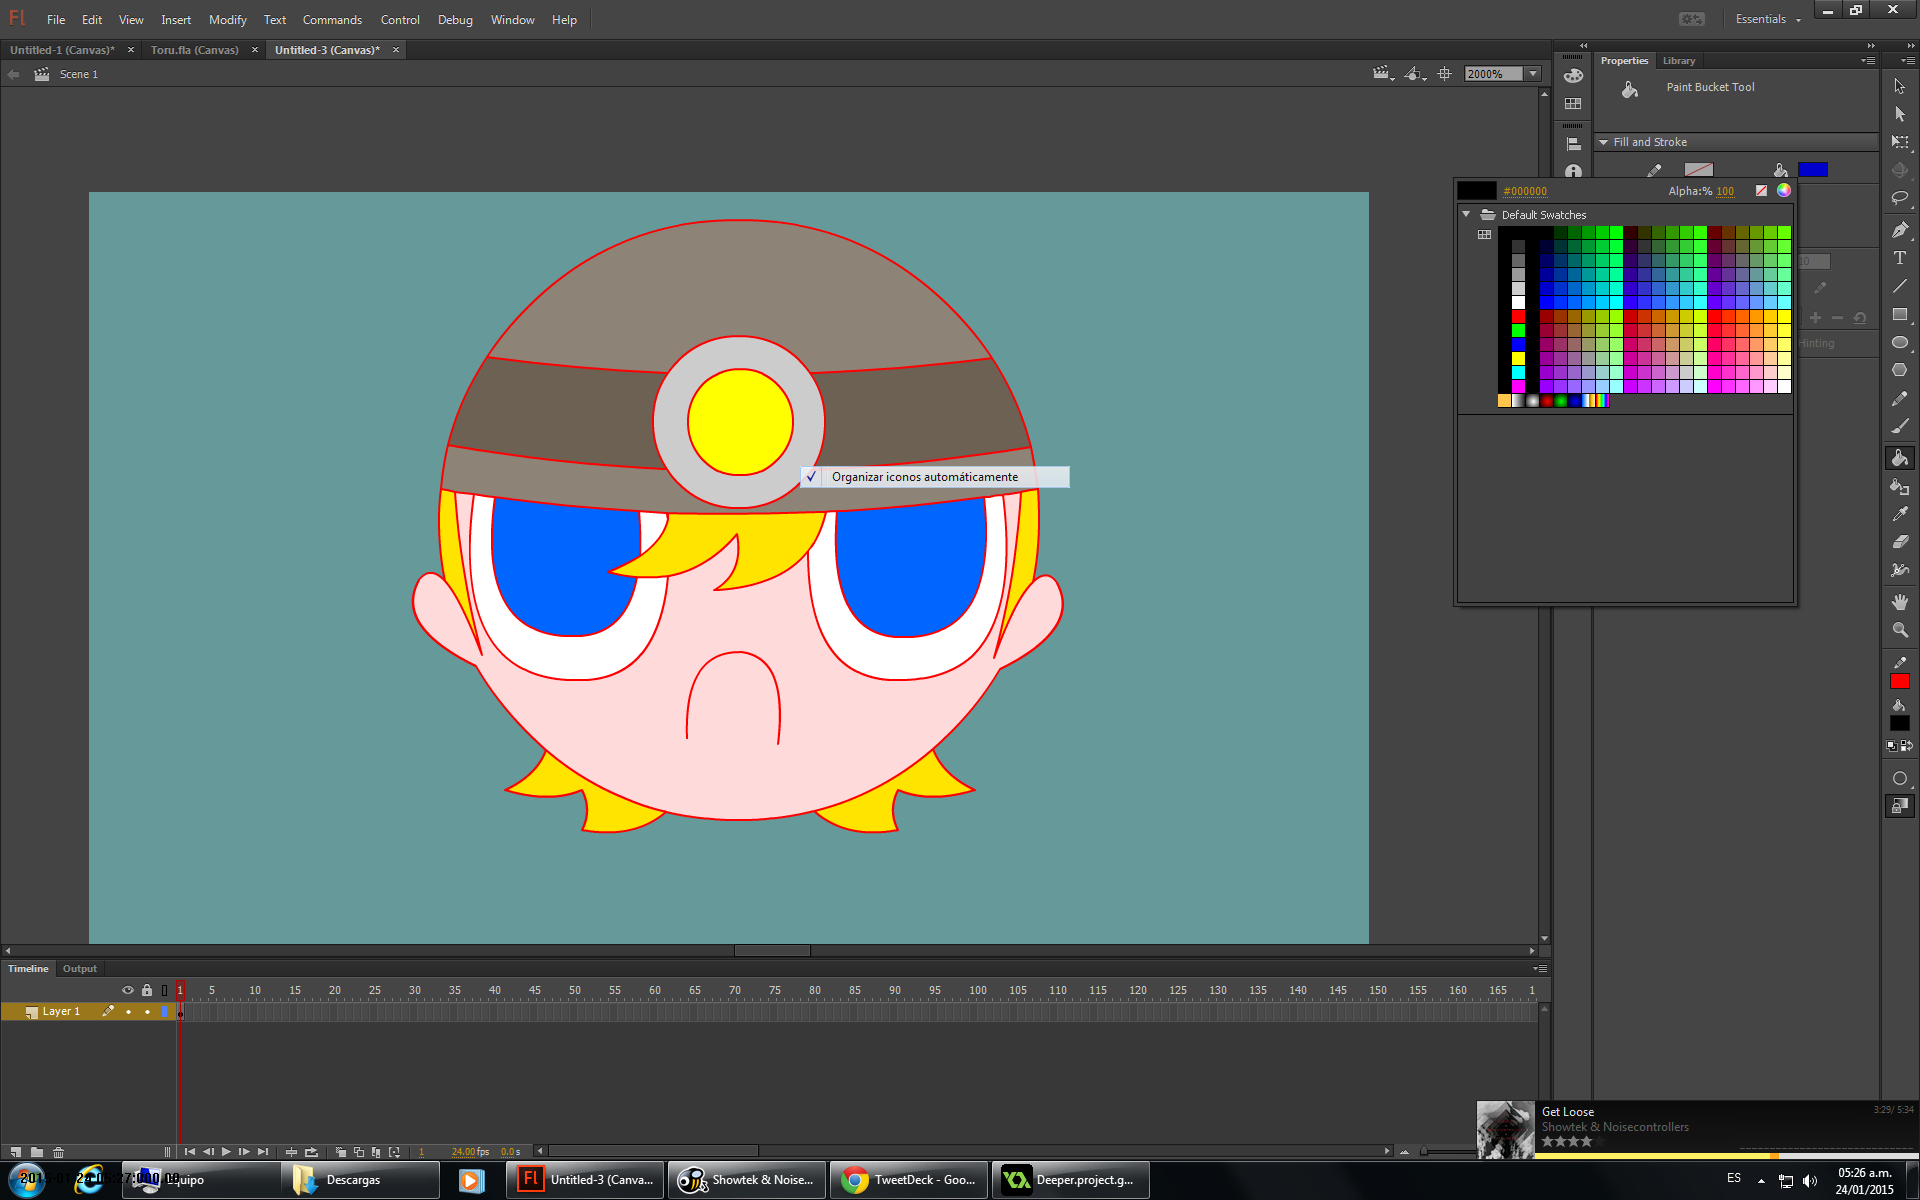 Fl File Edit View Insert Modify Text Commands Control Debug Window Help Essentials
Untitled-1 (Canvas)* × Toru.fla (Canvas) × Untitled-3 (Canvas)* ×
Scene 1 2000%
Properties Library
Paint Bucket Tool
Fill and Stroke
#000000 Alpha:% 100
Default Swatches
10
Hinting
T
✓ Organizar iconos automáticamente
Timeline Output
1 5 10 15 20 25 30 35 40 45 50 55 60 65 70 75 80 85 90 95 100 105 110 115 120 125 130 135 140 145 150 155 160 165 1
Layer 1
1 24.00 fps 0.0 s
Get Loose 3:29/ 5:34
Showtek & Noisecontrollers
Equipo Descargas Fl Untitled-3 (Canva... Showtek & Noise... TweetDeck - Goo... Deeper.project.g... ES 05:26 a.m.
24/01/2015